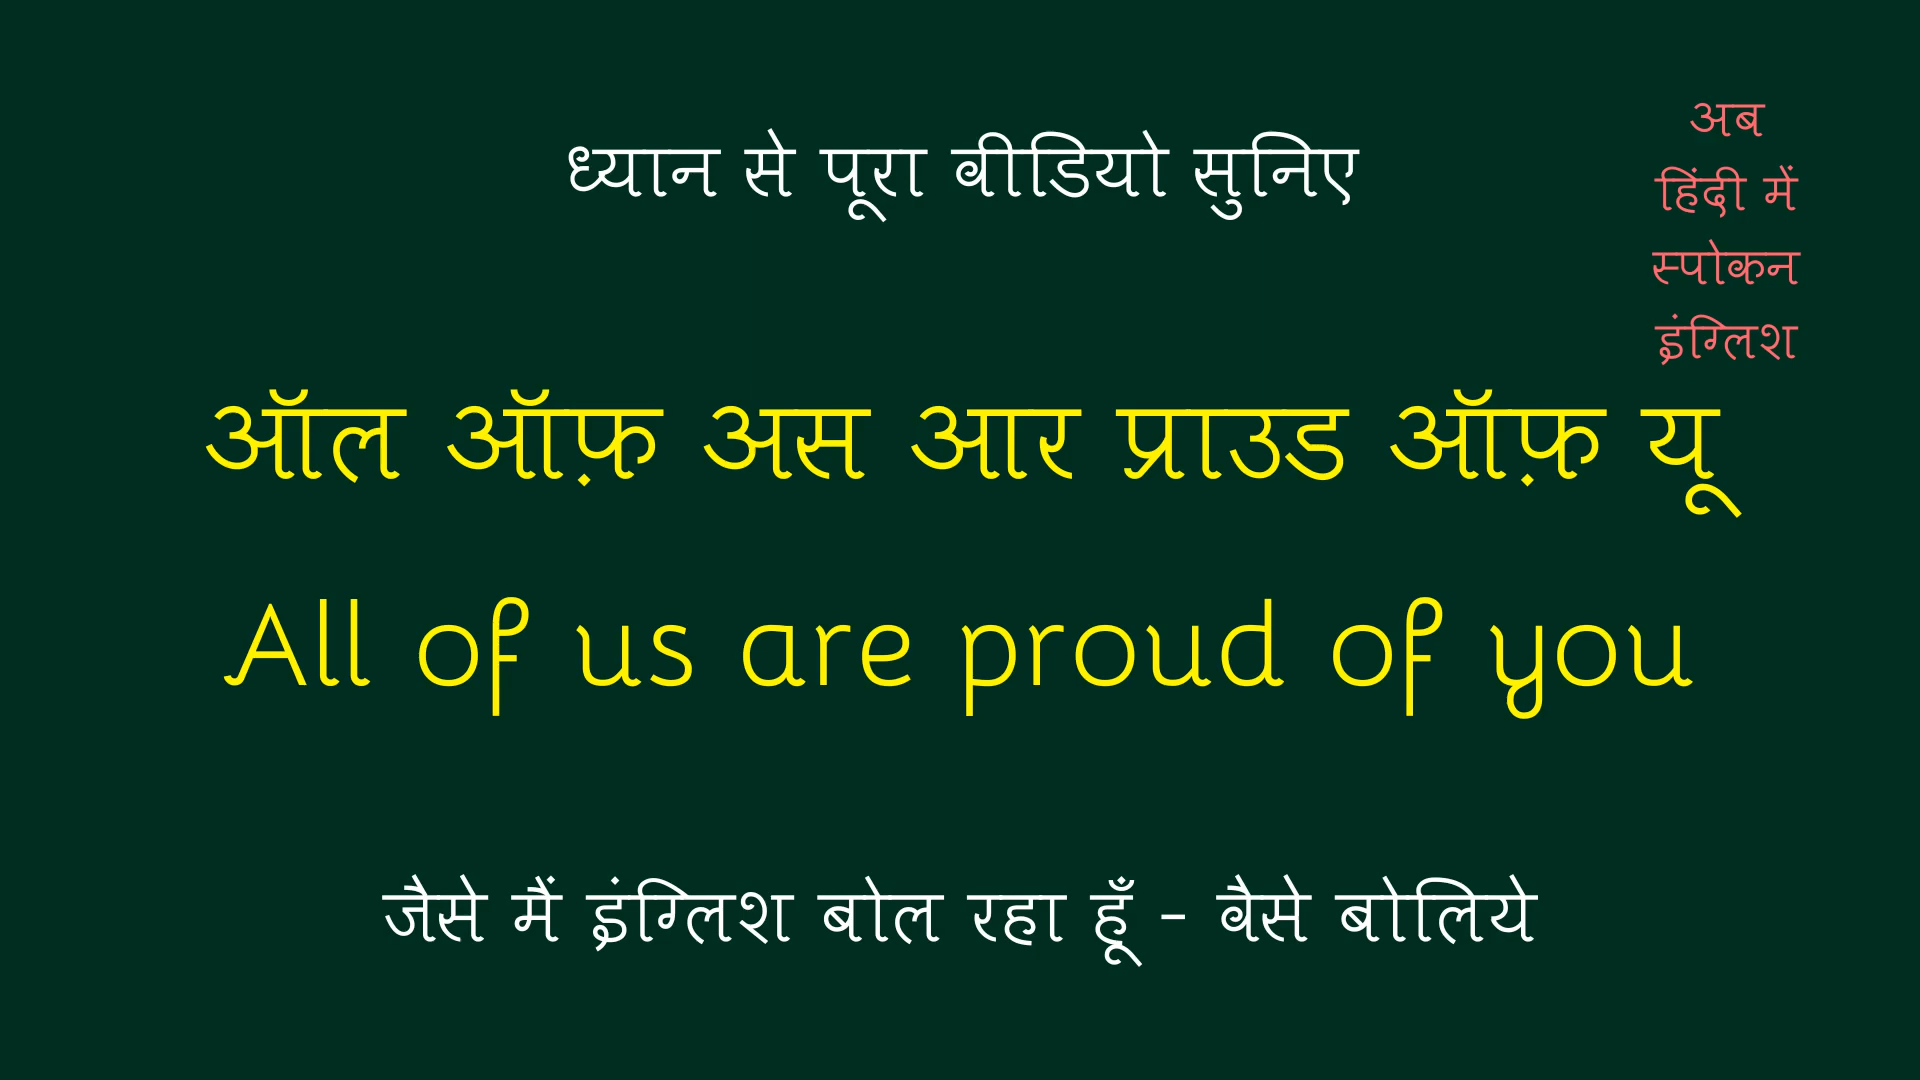 ध्यान से पूरा वीडियो सुनिए
अब
हिंदी में
स्पोकन
इंग्लिश
ऑल ऑफ़ अस आर प्राउड ऑफ़ यू
All of us are proud of you
जैसे मैं इंग्लिश बोल रहा हूँ - वैसे बोलिये